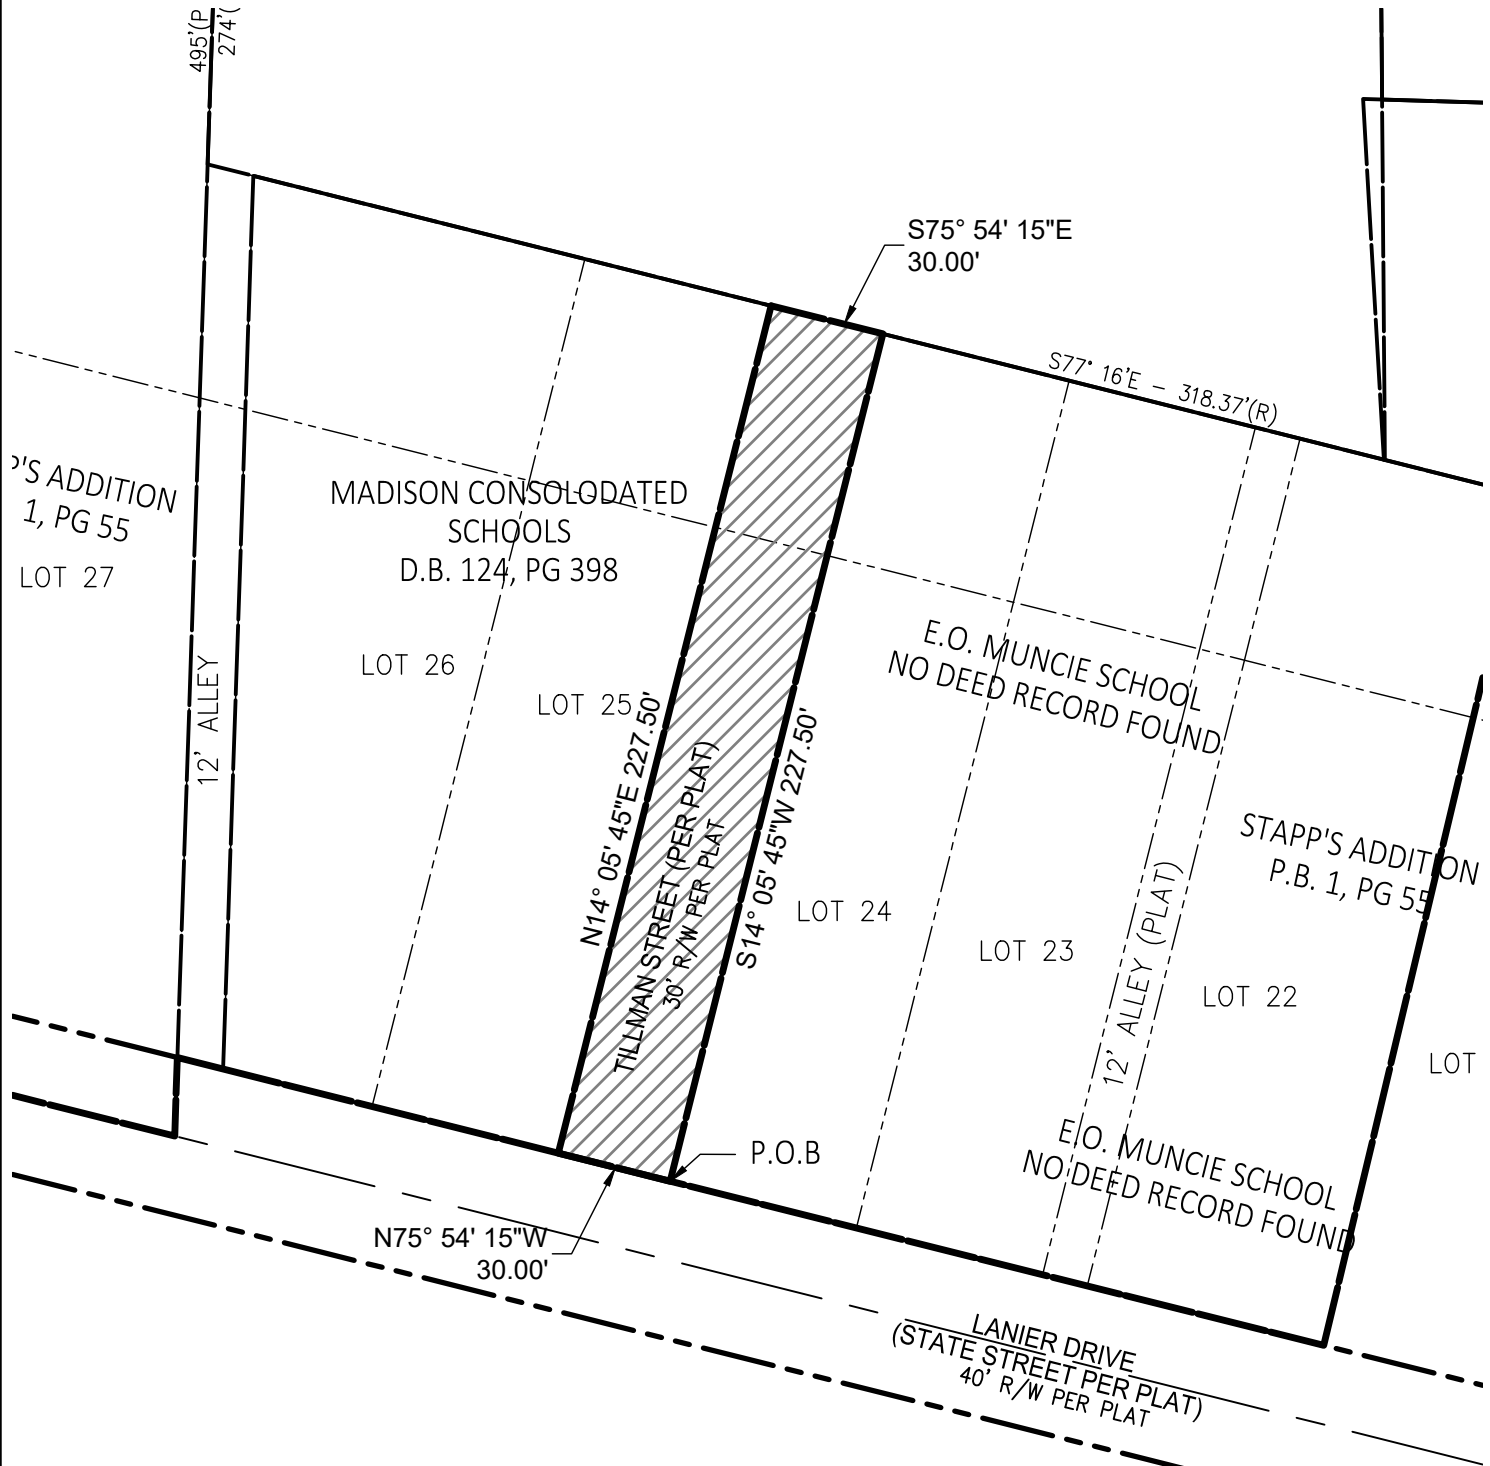 495'(P
274'(
S75° 54' 15"E
30.00'
S77° 16'E - 318.37'(R)
P'S ADDITION
1, PG 55
LOT 27
MADISON CONSOLODATED
SCHOOLS
D.B. 124, PG 398
LOT 26
LOT 25
12' ALLEY
N14° 05' 45"E 227.50'
TILLMAN STREET (PER PLAT)
30' R/W PER PLAT
S14° 05' 45"W 227.50'
E.O. MUNCIE SCHOOL
NO DEED RECORD FOUND
STAPP'S ADDITION
P.B. 1, PG 55
LOT 24
LOT 23
12' ALLEY (PLAT)
LOT 22
LOT
P.O.B
E.O. MUNCIE SCHOOL
NO DEED RECORD FOUND
N75° 54' 15"W
30.00'
LANIER DRIVE
(STATE STREET PER PLAT)
40' R/W PER PLAT